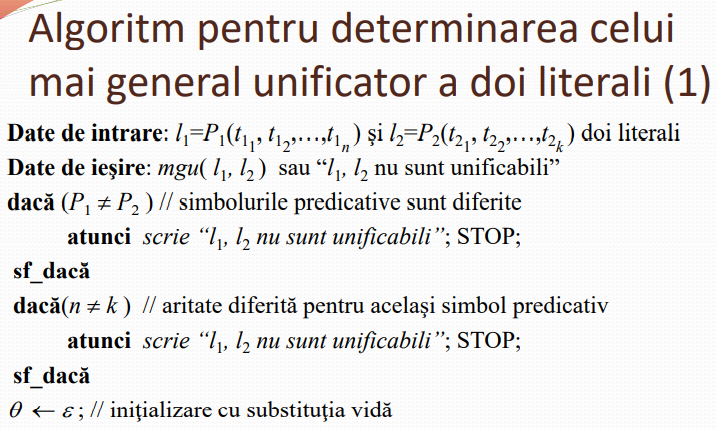 Algoritm pentru determinarea celui
mai general unificator a doi literali (1)
Date de intrare: l₁=P₁(t₁₁, t₁₂,…,t₁ₙ) şi l₂=P₂(t₂₁, t₂₂,…,t₂ₖ) doi literali
Date de ieşire: mgu( l₁, l₂ ) sau “l₁, l₂ nu sunt unificabili”
dacă (P₁ ≠ P₂ ) // simbolurile predicative sunt diferite
atunci scrie “l₁, l₂ nu sunt unificabili”; STOP;
sf_dacă
dacă(n ≠ k ) // aritate diferită pentru acelaşi simbol predicativ
atunci scrie “l₁, l₂ nu sunt unificabili”; STOP;
sf_dacă
θ ← ε ; // iniţializare cu substituţia vidă